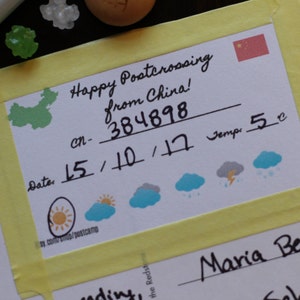 Happy Postcrossing
from China!
CN- 384898
Date: 15 / 10 / 17 Temp: 5 °C
Maria Be